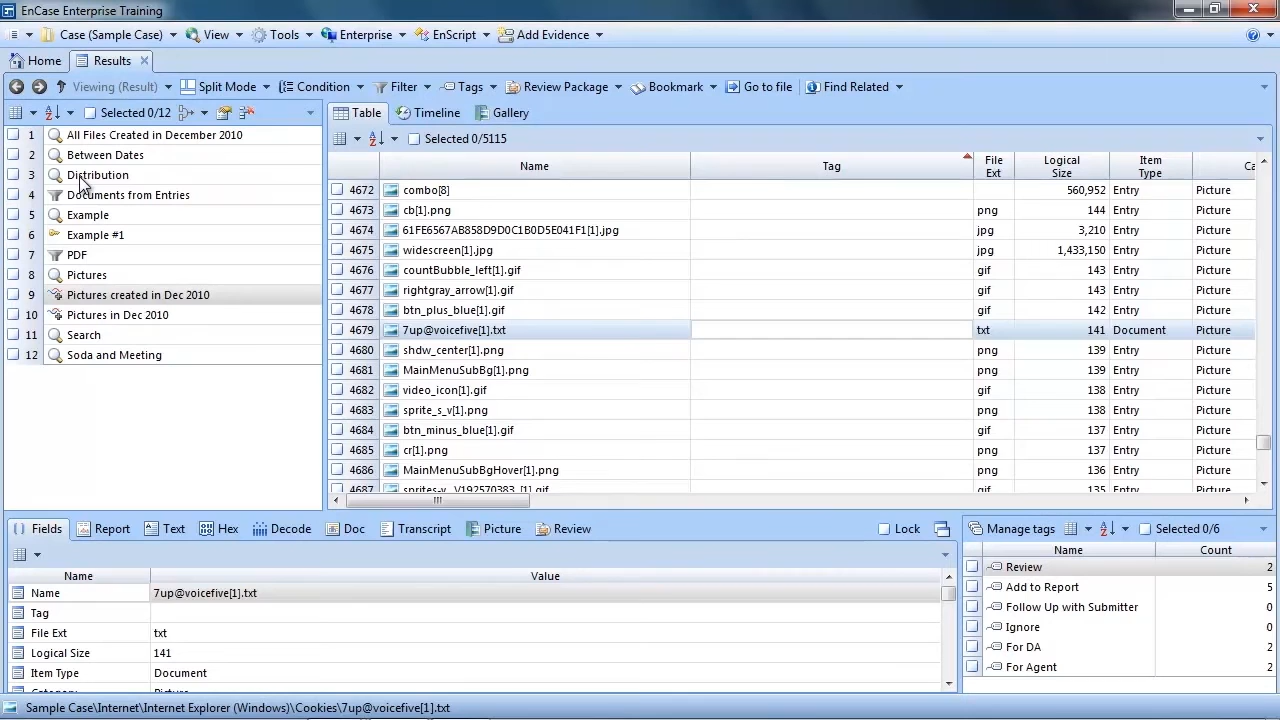 EnCase Enterprise Training
Case (Sample Case) View Tools Enterprise EnScript Add Evidence
Home Results
Viewing (Result) Split Mode Condition Filter Tags Review Package Bookmark Go to file Find Related
Selected 0/12
1 All Files Created in December 2010
2 Between Dates
3 Distribution
4 Documents from Entries
5 Example
6 Example #1
7 PDF
8 Pictures
9 Pictures created in Dec 2010
10 Pictures in Dec 2010
11 Search
12 Soda and Meeting
Table Timeline Gallery
Selected 0/5115
Name Tag File Ext Logical Size Item Type Ca
4672 combo[8] 560,952 Entry Picture
4673 cb[1].png png 144 Entry Picture
4674 61FE6567AB858D9D0C1B0D5E041F1[1].jpg jpg 3,210 Entry Picture
4675 widescreen[1].jpg jpg 1,433,150 Entry Picture
4676 countBubble_left[1].gif gif 143 Entry Picture
4677 rightgray_arrow[1].gif gif 143 Entry Picture
4678 btn_plus_blue[1].gif gif 142 Entry Picture
4679 7up@voicefive[1].txt txt 141 Document Picture
4680 shdw_center[1].png png 139 Entry Picture
4681 MainMenuSubBg[1].png png 139 Entry Picture
4682 video_icon[1].gif gif 138 Entry Picture
4683 sprite_s_v[1].png png 138 Entry Picture
4684 btn_minus_blue[1].gif gif 137 Entry Picture
4685 cr[1].png png 137 Entry Picture
4686 MainMenuSubBgHover[1].png png 136 Entry Picture
4687 sprites-v_V192570383_[1].gif gif 135 Entry Picture
Fields Report Text Hex Decode Doc Transcript Picture Review Lock
Name Value
Name 7up@voicefive[1].txt
Tag
File Ext txt
Logical Size 141
Item Type Document
Category Picture
Manage tags Selected 0/6
Name Count
Review 2
Add to Report 5
Follow Up with Submitter 0
Ignore 0
For DA 2
For Agent 2
Sample Case\Internet\Internet Explorer (Windows)\Cookies\7up@voicefive[1].txt